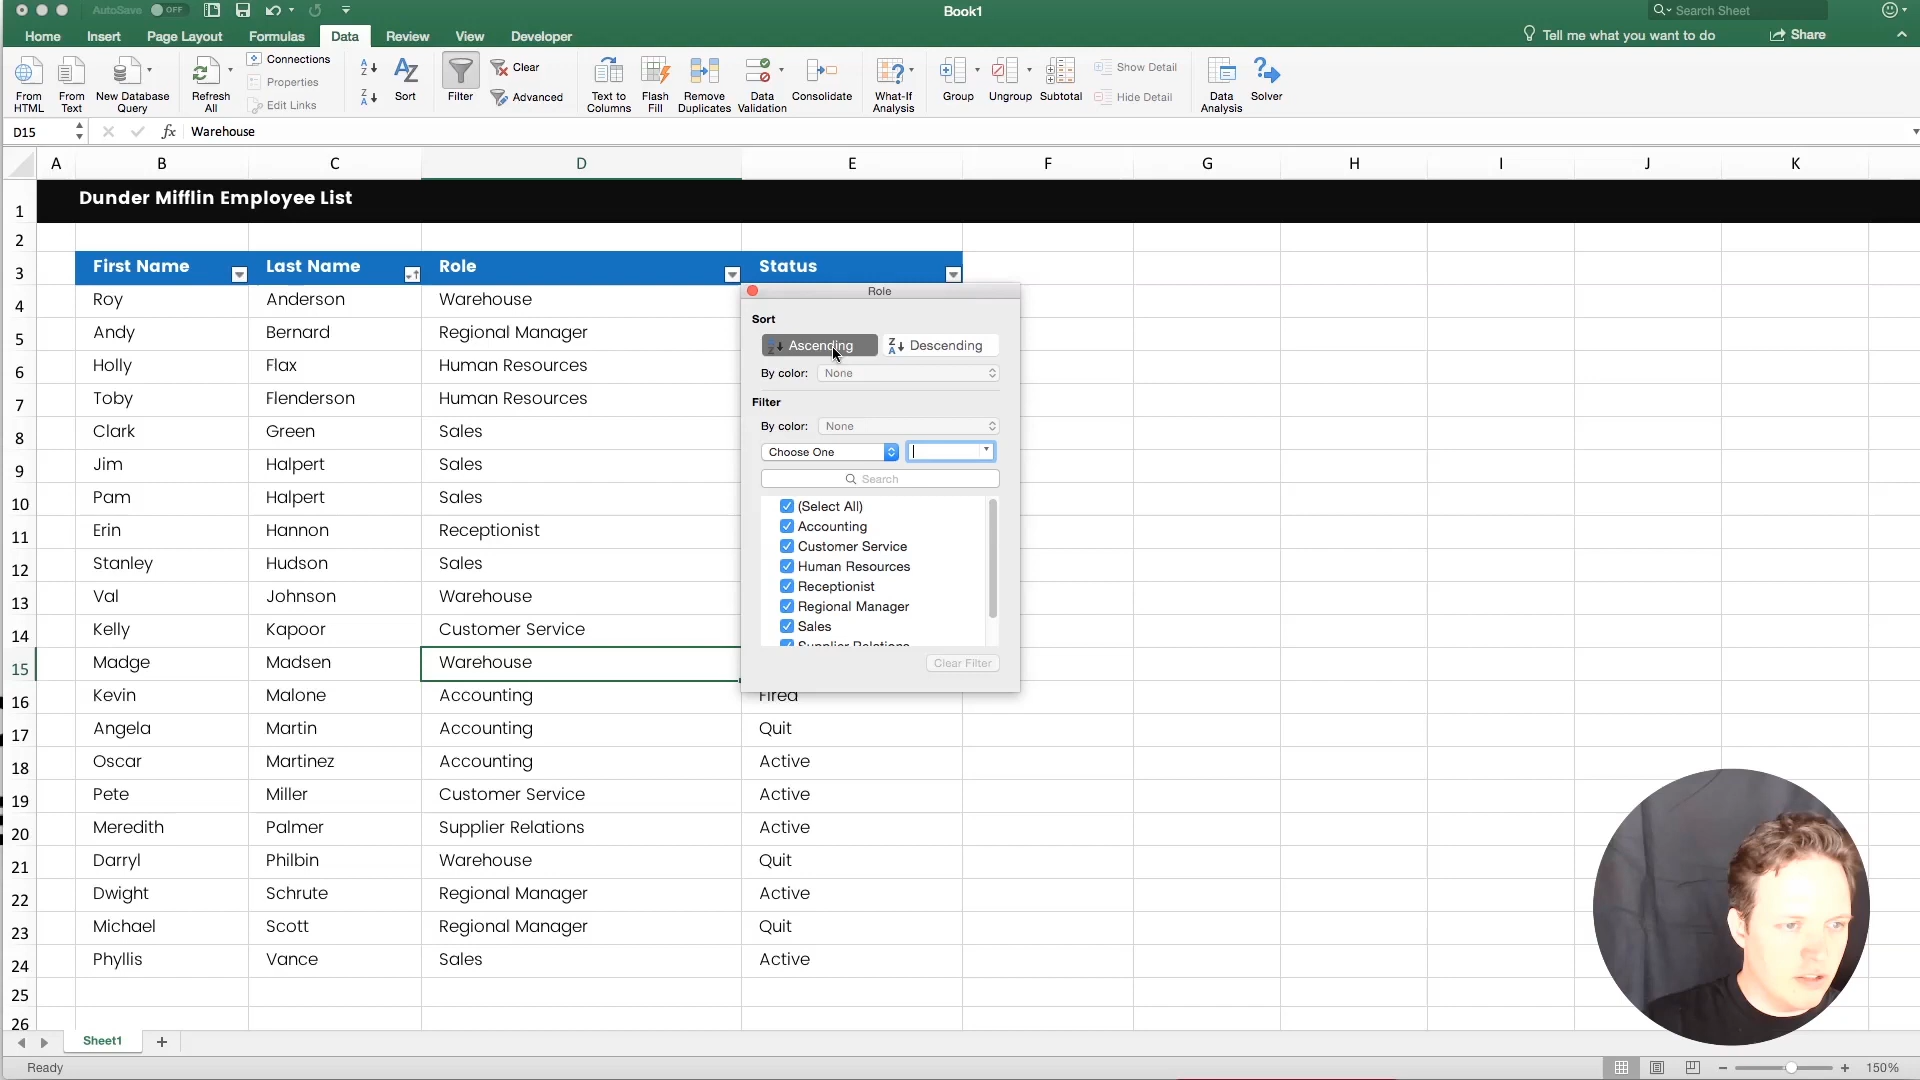 AutoSave OFF
Book1
Search Sheet
Home Insert Page Layout Formulas Data Review View Developer
Tell me what you want to do
Share
From HTML
From Text
New Database Query
Refresh All
Connections
Properties
Edit Links
Sort
Filter
Clear
Advanced
Text to Columns
Flash Fill
Remove Duplicates
Data Validation
Consolidate
What-If Analysis
Group
Ungroup
Subtotal
Show Detail
Hide Detail
Data Analysis
Solver
D15 fx Warehouse
A B C D E F G H I J K
1 Dunder Mifflin Employee List
2
3 First Name Last Name Role Status
4 Roy Anderson Warehouse
5 Andy Bernard Regional Manager
6 Holly Flax Human Resources
7 Toby Flenderson Human Resources
8 Clark Green Sales
9 Jim Halpert Sales
10 Pam Halpert Sales
11 Erin Hannon Receptionist
12 Stanley Hudson Sales
13 Val Johnson Warehouse
14 Kelly Kapoor Customer Service
15 Madge Madsen Warehouse
16 Kevin Malone Accounting Fired
17 Angela Martin Accounting Quit
18 Oscar Martinez Accounting Active
19 Pete Miller Customer Service Active
20 Meredith Palmer Supplier Relations Active
21 Darryl Philbin Warehouse Quit
22 Dwight Schrute Regional Manager Active
23 Michael Scott Regional Manager Quit
24 Phyllis Vance Sales Active
25
26
Role
Sort
Ascending Descending
By color: None
Filter
By color: None
Choose One
Search
(Select All)
Accounting
Customer Service
Human Resources
Receptionist
Regional Manager
Sales
Supplier Relations
Clear Filter
Sheet1
Ready
150%